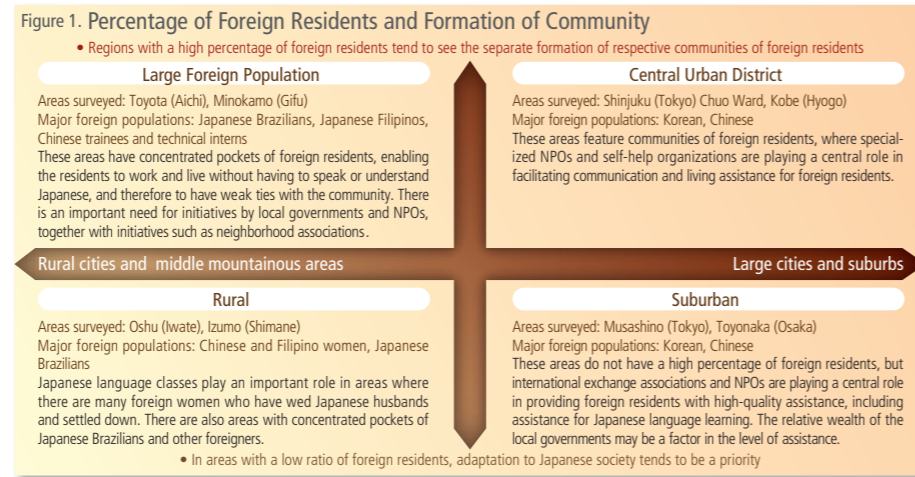 Figure 1. Percentage of Foreign Residents and Formation of Community
• Regions with a high percentage of foreign residents tend to see the separate formation of respective communities of foreign residents
Large Foreign Population
Areas surveyed: Toyota (Aichi), Minokamo (Gifu)
Major foreign populations: Japanese Brazilians, Japanese Filipinos,
Chinese trainees and technical interns
These areas have concentrated pockets of foreign residents, enabling
the residents to work and live without having to speak or understand
Japanese, and therefore to have weak ties with the community. There
is an important need for initiatives by local governments and NPOs,
together with initiatives such as neighborhood associations.
Central Urban District
Areas surveyed: Shinjuku (Tokyo) Chuo Ward, Kobe (Hyogo)
Major foreign populations: Korean, Chinese
These areas feature communities of foreign residents, where special-
ized NPOs and self-help organizations are playing a central role in
facilitating communication and living assistance for foreign residents.
Rural cities and middle mountainous areas
Large cities and suburbs
Rural
Areas surveyed: Oshu (Iwate), Izumo (Shimane)
Major foreign populations: Chinese and Filipino women, Japanese
Brazilians
Japanese language classes play an important role in areas where
there are many foreign women who have wed Japanese husbands
and settled down. There are also areas with concentrated pockets of
Japanese Brazilians and other foreigners.
Suburban
Areas surveyed: Musashino (Tokyo), Toyonaka (Osaka)
Major foreign populations: Korean, Chinese
These areas do not have a high percentage of foreign residents, but
international exchange associations and NPOs are playing a central role
in providing foreign residents with high-quality assistance, including
assistance for Japanese language learning. The relative wealth of the
local governments may be a factor in the level of assistance.
• In areas with a low ratio of foreign residents, adaptation to Japanese society tends to be a priority